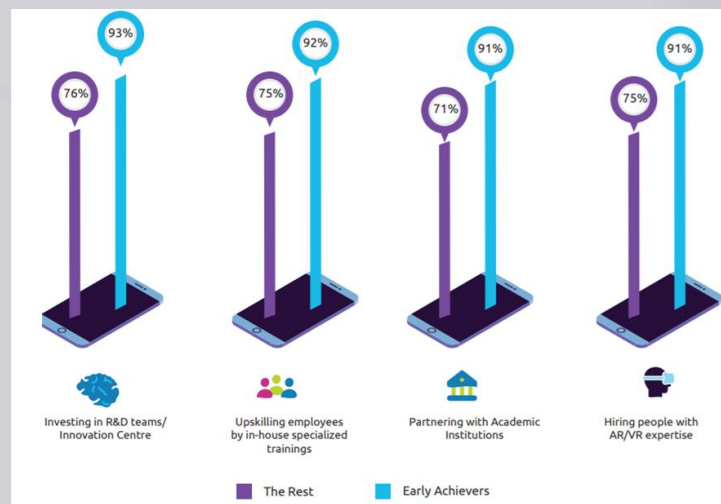 93%
76%
92%
75%
91%
71%
91%
75%
Investing in R&D teams/
Innovation Centre
Upskilling employees
by in-house specialized
trainings
Partnering with Academic
Institutions
Hiring people with
AR/VR expertise
The Rest
Early Achievers